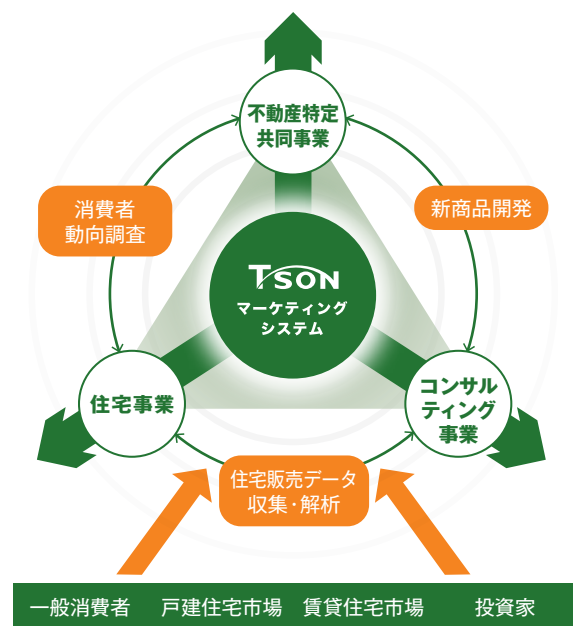 不動産特定
共同事業
消費者
動向調査
新商品開発
TSON
マーケティング
システム
住宅事業
コンサル
ティング
事業
住宅販売データ
収集・解析
一般消費者 戸建住宅市場 賃貸住宅市場 投資家